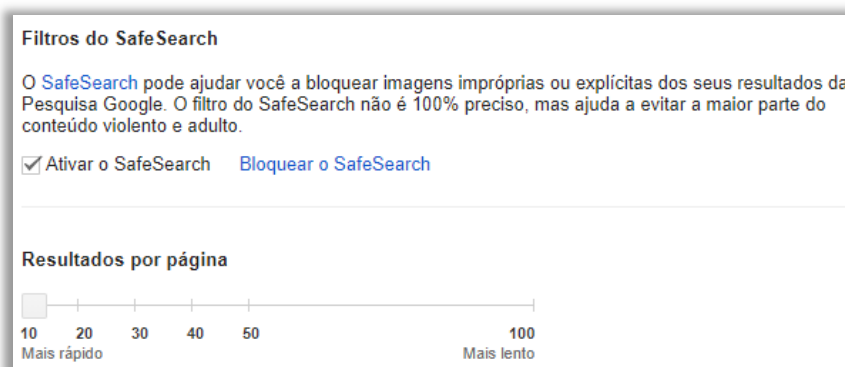 Filtros do SafeSearch
O SafeSearch pode ajudar você a bloquear imagens impróprias ou explícitas dos seus resultados da
Pesquisa Google. O filtro do SafeSearch não é 100% preciso, mas ajuda a evitar a maior parte do
conteúdo violento e adulto.
Ativar o SafeSearch Bloquear o SafeSearch
Resultados por página
10 20 30 40 50 100
Mais rápido Mais lento